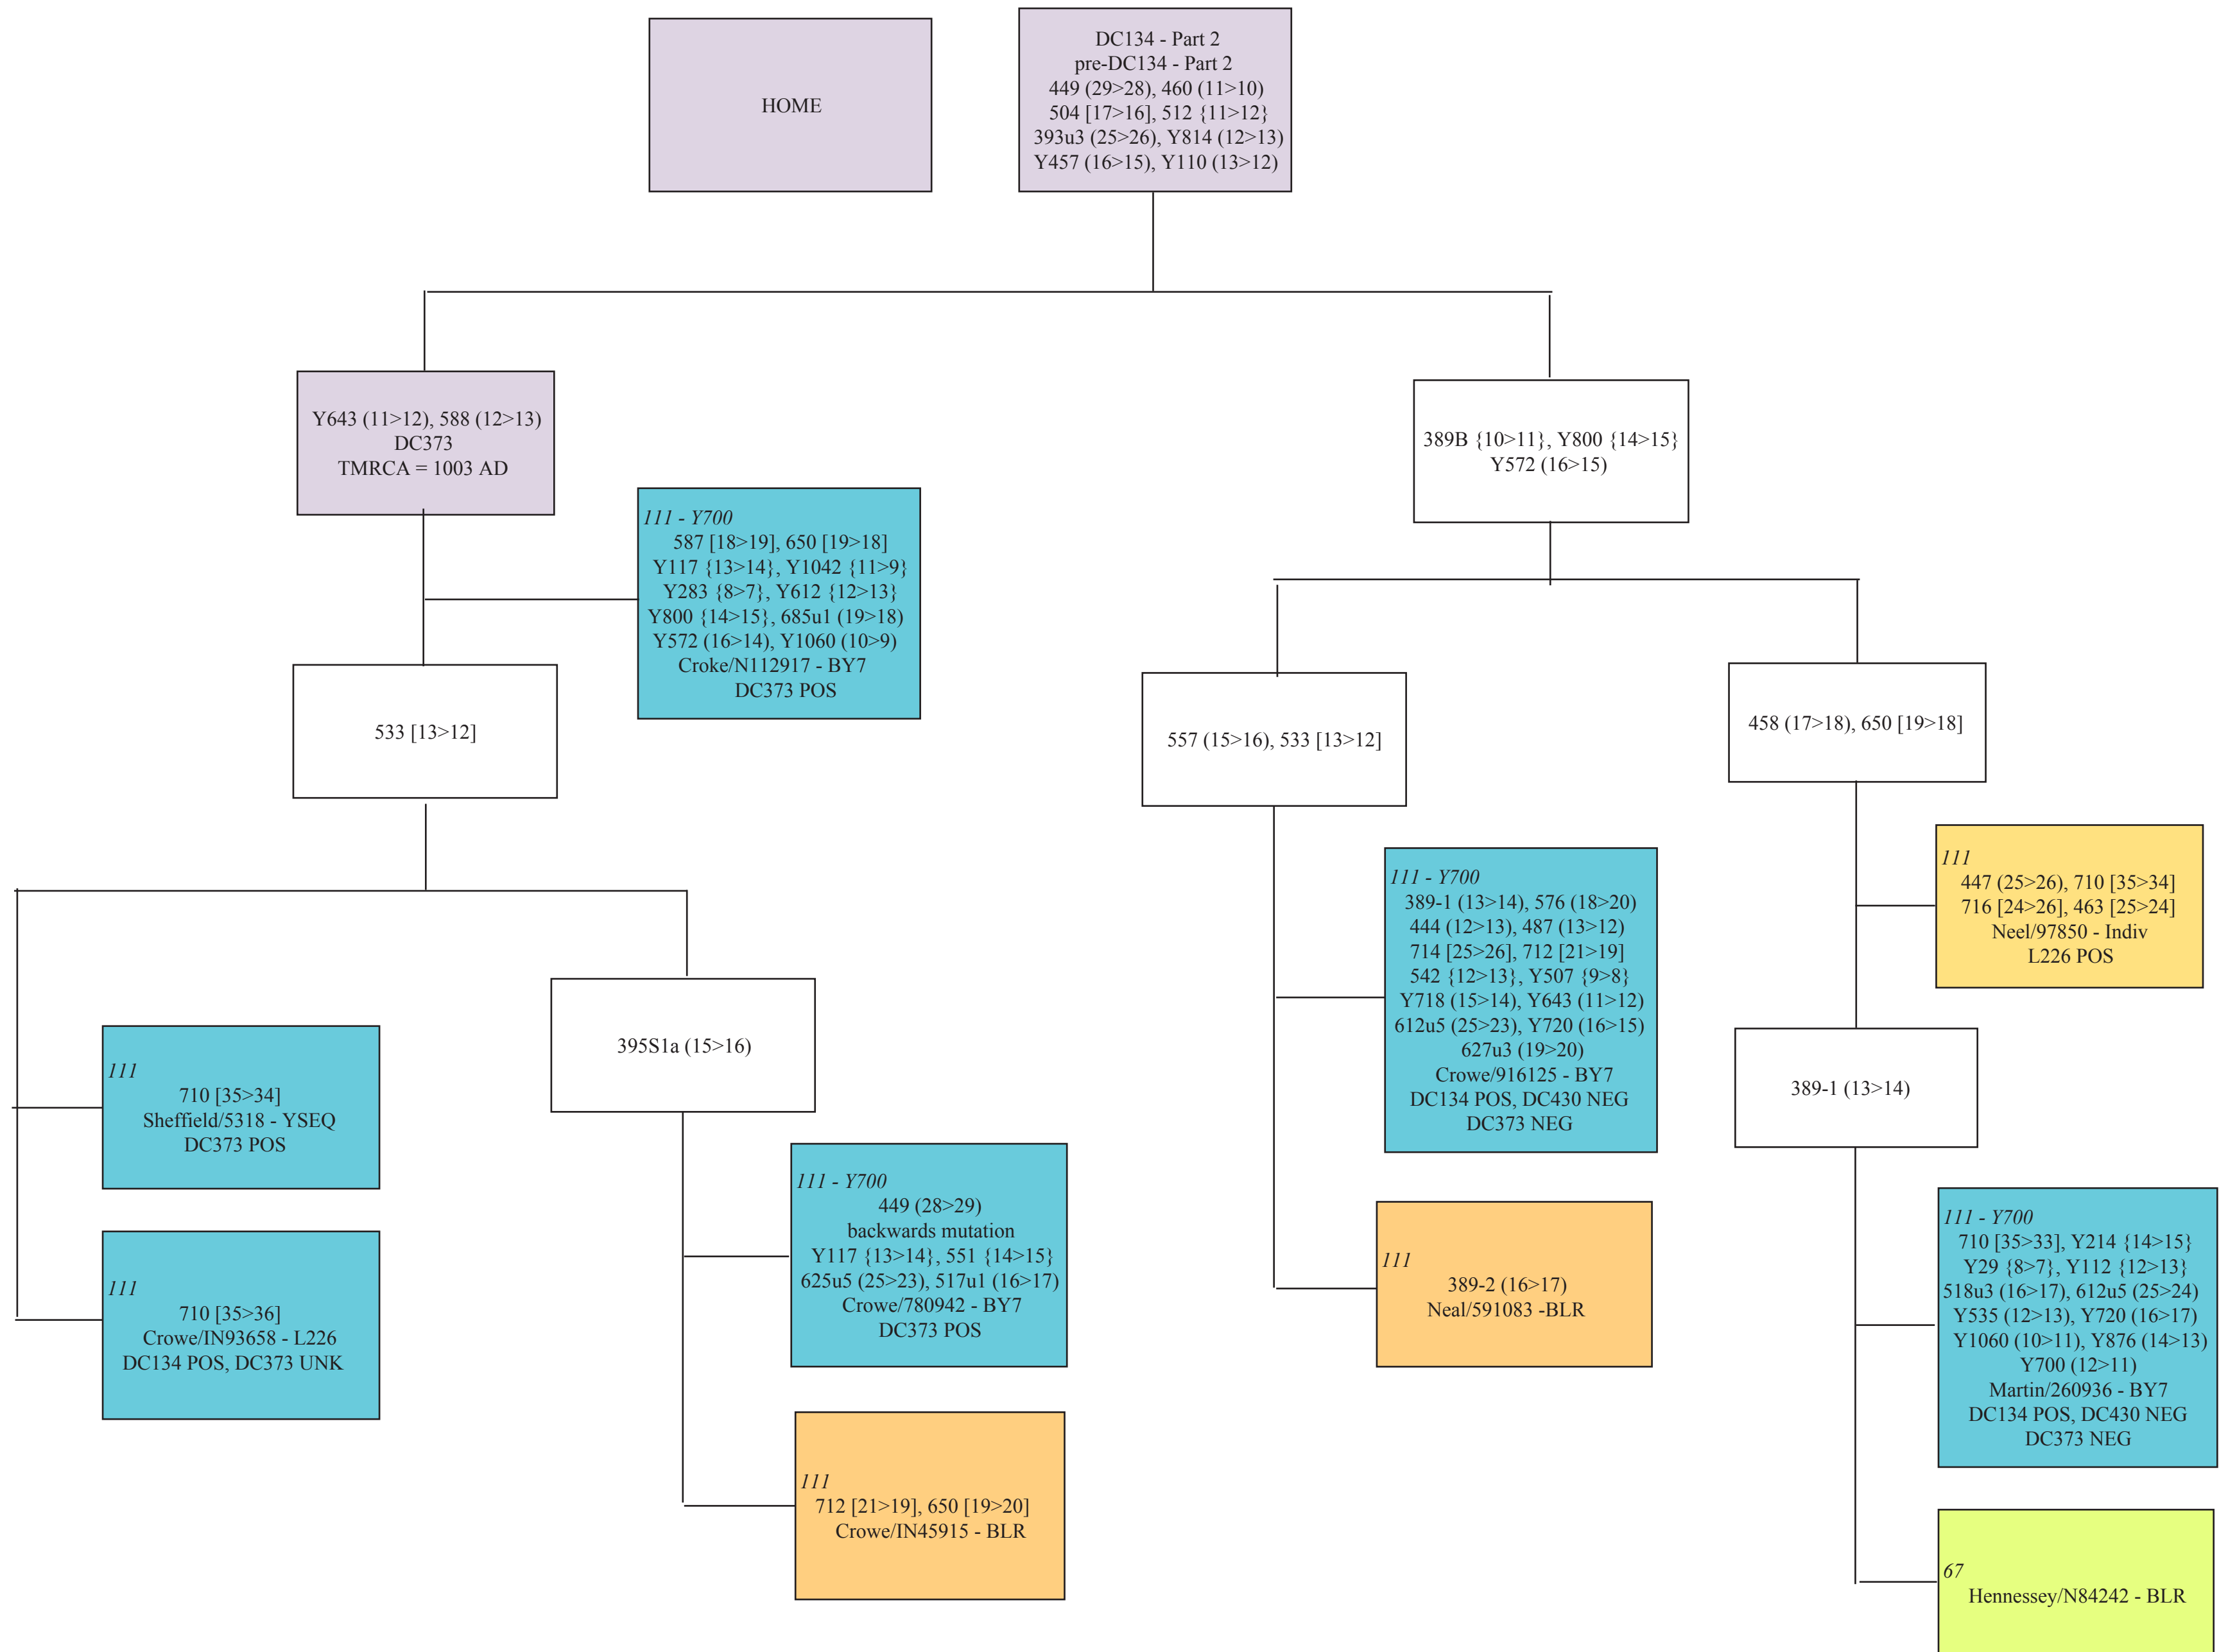 HOME
DC134 - Part 2
pre-DC134 - Part 2
449 (29>28), 460 (11>10)
504 [17>16], 512 {11>12}
393u3 (25>26), Y814 (12>13)
Y457 (16>15), Y110 (13>12)
Y643 (11>12), 588 (12>13)
DC373
TMRCA = 1003 AD
389B {10>11}, Y800 {14>15}
Y572 (16>15)
111 - Y700
587 [18>19], 650 [19>18]
Y117 {13>14}, Y1042 {11>9}
Y283 {8>7}, Y612 {12>13}
Y800 {14>15}, 685u1 (19>18)
Y572 (16>14), Y1060 (10>9)
Croke/N112917 - BY7
DC373 POS
533 [13>12]
557 (15>16), 533 [13>12]
458 (17>18), 650 [19>18]
111
447 (25>26), 710 [35>34]
716 [24>26], 463 [25>24]
Neel/97850 - Indiv
L226 POS
111 - Y700
389-1 (13>14), 576 (18>20)
444 (12>13), 487 (13>12)
714 [25>26], 712 [21>19]
542 {12>13}, Y507 {9>8}
Y718 (15>14), Y643 (11>12)
612u5 (25>23), Y720 (16>15)
627u3 (19>20)
Crowe/916125 - BY7
DC134 POS, DC430 NEG
DC373 NEG
395S1a (15>16)
389-1 (13>14)
111
710 [35>34]
Sheffield/5318 - YSEQ
DC373 POS
111 - Y700
449 (28>29)
backwards mutation
Y117 {13>14}, 551 {14>15}
625u5 (25>23), 517u1 (16>17)
Crowe/780942 - BY7
DC373 POS
111
389-2 (16>17)
Neal/591083 -BLR
111 - Y700
710 [35>33], Y214 {14>15}
Y29 {8>7}, Y112 {12>13}
518u3 (16>17), 612u5 (25>24)
Y535 (12>13), Y720 (16>17)
Y1060 (10>11), Y876 (14>13)
Y700 (12>11)
Martin/260936 - BY7
DC134 POS, DC430 NEG
DC373 NEG
111
710 [35>36]
Crowe/IN93658 - L226
DC134 POS, DC373 UNK
111
712 [21>19], 650 [19>20]
Crowe/IN45915 - BLR
67
Hennessey/N84242 - BLR